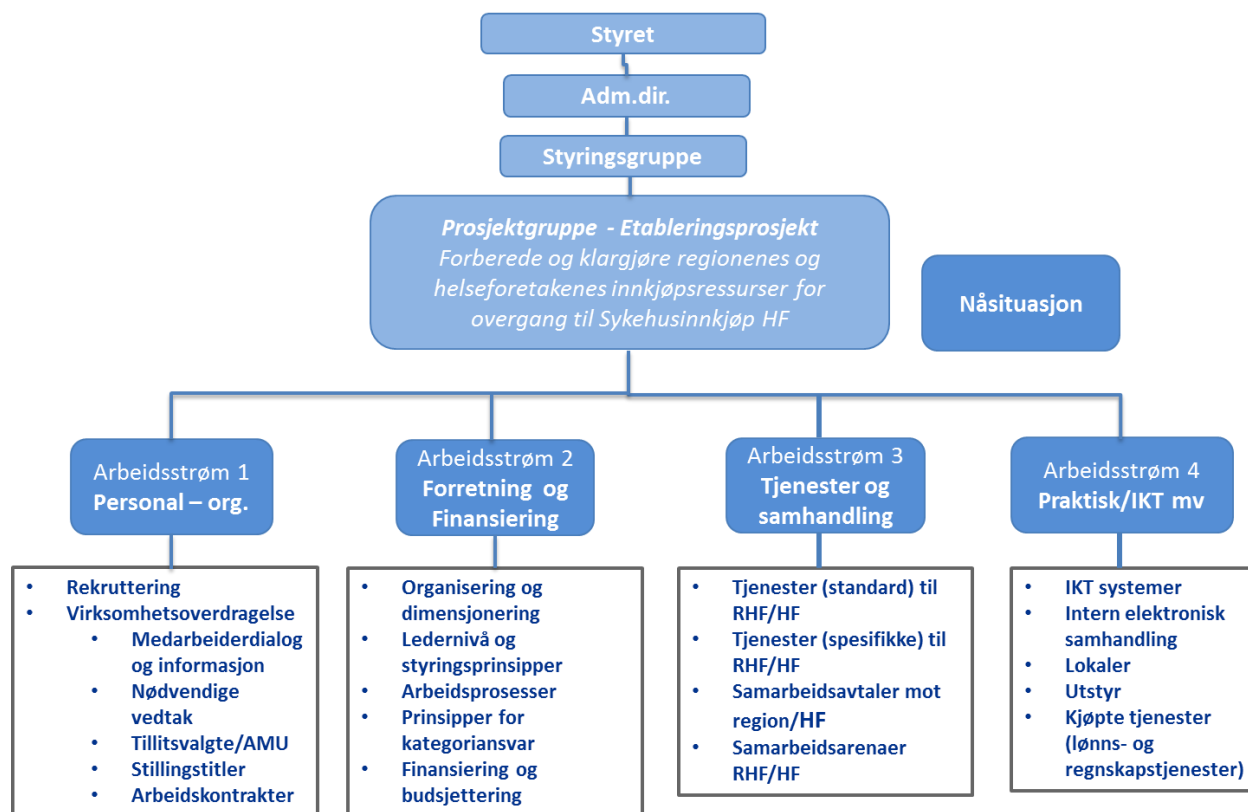 Styret
Adm.dir.
Styringsgruppe
Prosjektgruppe - Etableringsprosjekt
Forberede og klargjøre regionenes og
helseforetakenes innkjøpsressurser for
overgang til Sykehusinnkjøp HF
Nåsituasjon
Arbeidsstrøm 1
Personal – org.
Arbeidsstrøm 2
Forretning og
Finansiering
Arbeidsstrøm 3
Tjenester og
samhandling
Arbeidsstrøm 4
Praktisk/IKT mv
• Rekruttering
• Virksomhetsoverdragelse
• Medarbeiderdialog
og informasjon
• Nødvendige
vedtak
• Tillitsvalgte/AMU
• Stillingstitler
• Arbeidskontrakter
• Organisering og
dimensjonering
• Ledernivå og
styringsprinsipper
• Arbeidsprosesser
• Prinsipper for
kategoriansvar
• Finansiering og
budsjettering
• Tjenester (standard) til
RHF/HF
• Tjenester (spesifikke) til
RHF/HF
• Samarbeidsavtaler mot
region/HF
• Samarbeidsarenaer
RHF/HF
• IKT systemer
• Intern elektronisk
samhandling
• Lokaler
• Utstyr
• Kjøpte tjenester
(lønns- og
regnskapstjenester)